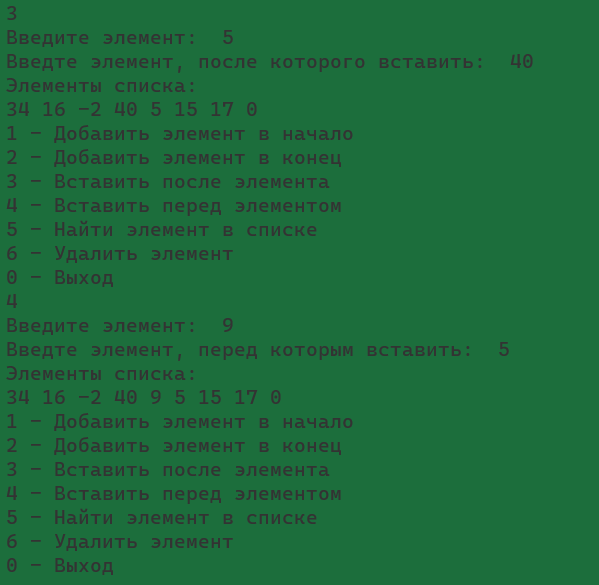 3
Введите элемент:  5
Введте элемент, после которого вставить:  40
Элементы списка:
34 16 -2 40 5 15 17 0
1 - Добавить элемент в начало
2 - Добавить элемент в конец
3 - Вставить после элемента
4 - Вставить перед элементом
5 - Найти элемент в списке
6 - Удалить элемент
0 - Выход
4
Введите элемент:  9
Введте элемент, перед которым вставить:  5
Элементы списка:
34 16 -2 40 9 5 15 17 0
1 - Добавить элемент в начало
2 - Добавить элемент в конец
3 - Вставить после элемента
4 - Вставить перед элементом
5 - Найти элемент в списке
6 - Удалить элемент
0 - Выход